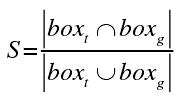 S = |box_t ∩ box_g| / |box_t ∪ box_g|